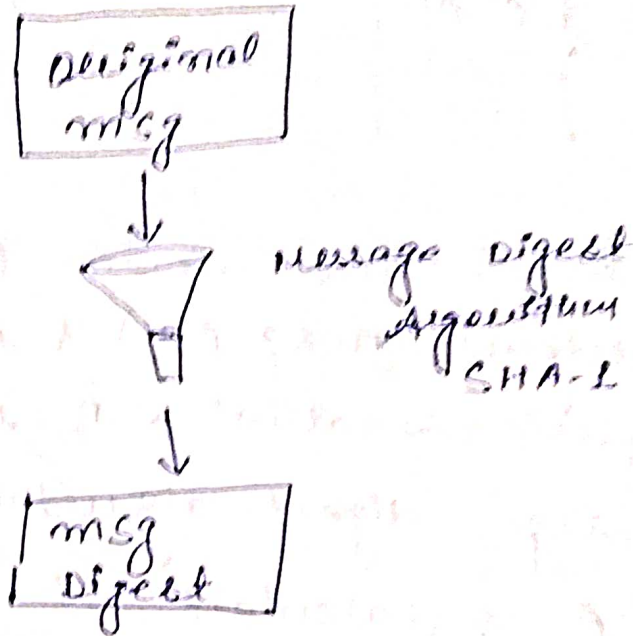 Original
msg
Message Digest
Algorithm
SHA-1
msg
Digest